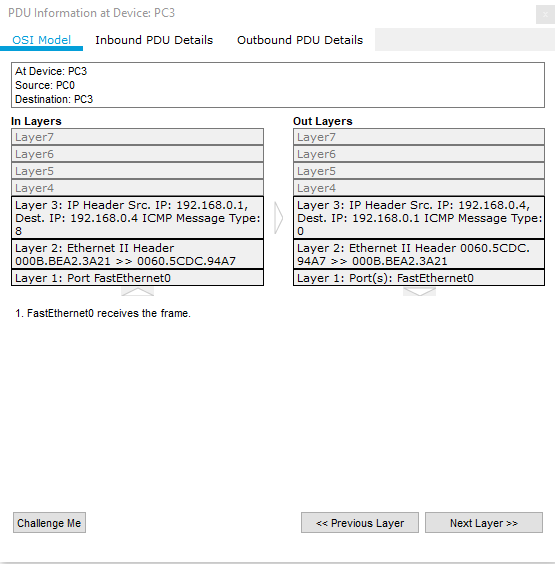 PDU Information at Device: PC3
OSI Model Inbound PDU Details Outbound PDU Details
At Device: PC3
Source: PC0
Destination: PC3
In Layers
Layer7
Layer6
Layer5
Layer4
Layer 3: IP Header Src. IP: 192.168.0.1,
Dest. IP: 192.168.0.4 ICMP Message Type:
8
Layer 2: Ethernet II Header
000B.BEA2.3A21 >> 0060.5CDC.94A7
Layer 1: Port FastEthernet0
Out Layers
Layer7
Layer6
Layer5
Layer4
Layer 3: IP Header Src. IP: 192.168.0.4,
Dest. IP: 192.168.0.1 ICMP Message Type:
0
Layer 2: Ethernet II Header 0060.5CDC.
94A7 >> 000B.BEA2.3A21
Layer 1: Port(s): FastEthernet0
1. FastEthernet0 receives the frame.
Challenge Me << Previous Layer Next Layer >>